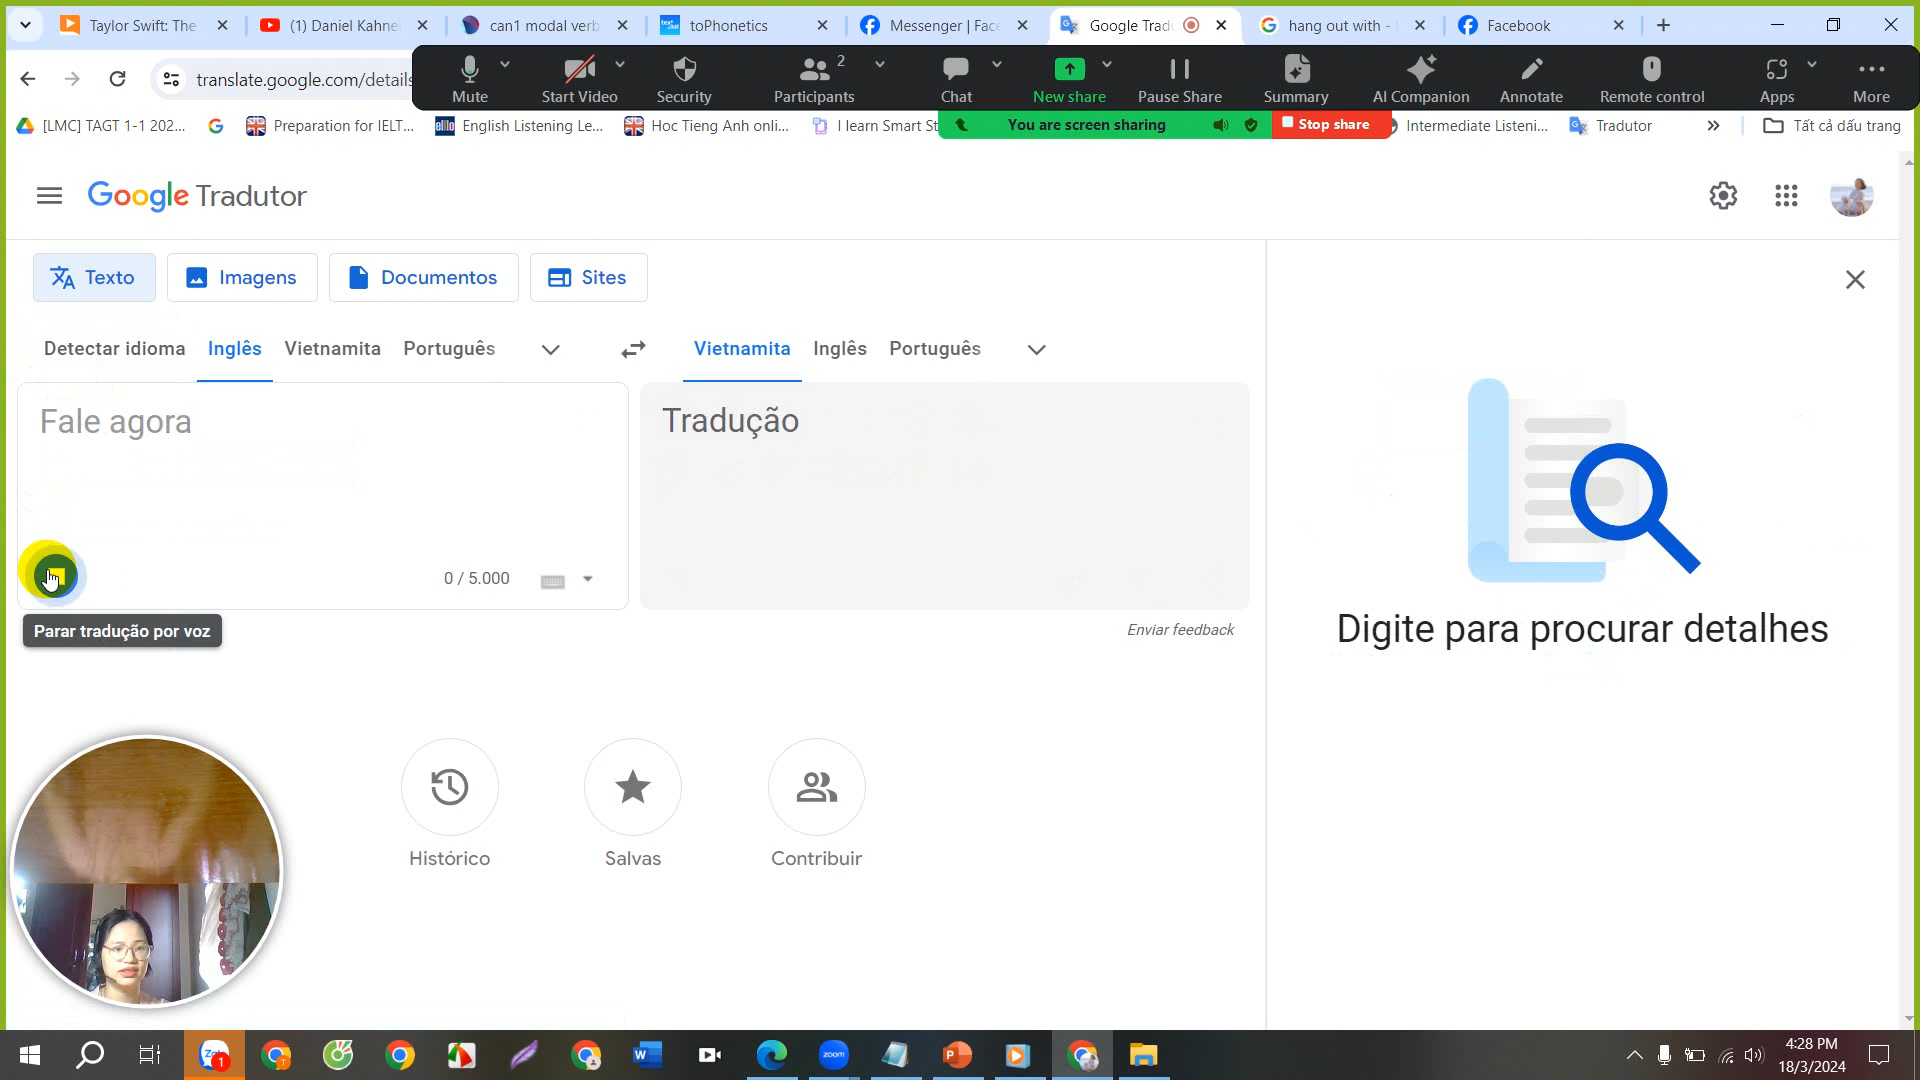 Taylor Swift: The
(1) Daniel Kahne
can1 modal verb
toPhonetics
Messenger | Face
Google Trad
hang out with -
Facebook
translate.google.com/details
Mute
Start Video
Security
Participants
2
Chat
New share
Pause Share
Summary
AI Companion
Annotate
Remote control
Apps
More
You are screen sharing
Stop share
[LMC] TAGT 1-1 202...
Preparation for IELT...
English Listening Le...
Hoc Tieng Anh onli...
I learn Smart St
Intermediate Listeni...
Tradutor
Tất cả dấu trang
Google Tradutor
Texto
Imagens
Documentos
Sites
Detectar idioma
Inglês
Vietnamita
Português
Vietnamita
Inglês
Português
Fale agora
Tradução
0 / 5.000
Parar tradução por voz
Enviar feedback
Digite para procurar detalhes
Histórico
Salvas
Contribuir
zoom
4:28 PM
18/3/2024